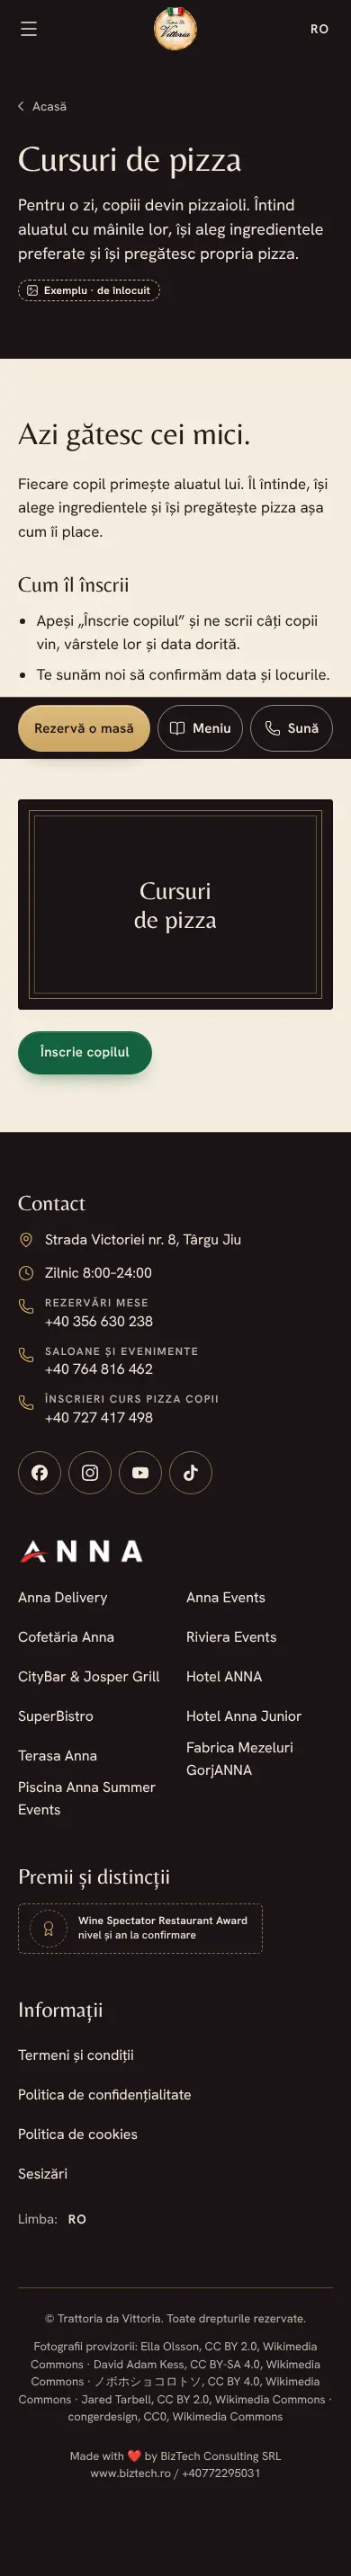 Trattoria Da
Vittoria
RO
Acasă
Cursuri de pizza
Pentru o zi, copiii devin pizzaioli. Întind
aluatul cu mâinile lor, își aleg ingredientele
preferate și își pregătesc propria pizza.
Exemplu · de înlocuit
Azi gătesc cei mici.
Fiecare copil primește aluatul lui. Îl întinde, își
alege ingredientele și își pregătește pizza așa
cum îi place.
Cum îl înscrii
• Apeși „Înscrie copilul” și ne scrii câți copii
vin, vârstele lor și data dorită.
• Te sunăm noi să confirmăm data și locurile.
Rezervă o masă
Meniu
Sună
Cursuri
de pizza
Înscrie copilul
Contact
Strada Victoriei nr. 8, Târgu Jiu
Zilnic 8:00–24:00
REZERVĂRI MESE
+40 356 630 238
SALOANE ȘI EVENIMENTE
+40 764 816 462
ÎNSCRIERI CURS PIZZA COPII
+40 727 417 498
ANNA
Anna Delivery
Cofetăria Anna
CityBar & Josper Grill
SuperBistro
Terasa Anna
Piscina Anna Summer
Events
Anna Events
Riviera Events
Hotel ANNA
Hotel Anna Junior
Fabrica Mezeluri
GorjANNA
Premii și distincții
Wine Spectator Restaurant Award
nivel și an la confirmare
Informații
Termeni și condiții
Politica de confidențialitate
Politica de cookies
Sesizări
Limba: RO
© Trattoria da Vittoria. Toate drepturile rezervate.
Fotografii provizorii: Ella Olsson, CC BY 2.0, Wikimedia
Commons · David Adam Kess, CC BY-SA 4.0, Wikimedia
Commons · ノボホショコロトソ, CC BY 4.0, Wikimedia
Commons · Jared Tarbell, CC BY 2.0, Wikimedia Commons ·
congerdesign, CC0, Wikimedia Commons
Made with ❤️ by BizTech Consulting SRL
www.biztech.ro / +40772295031